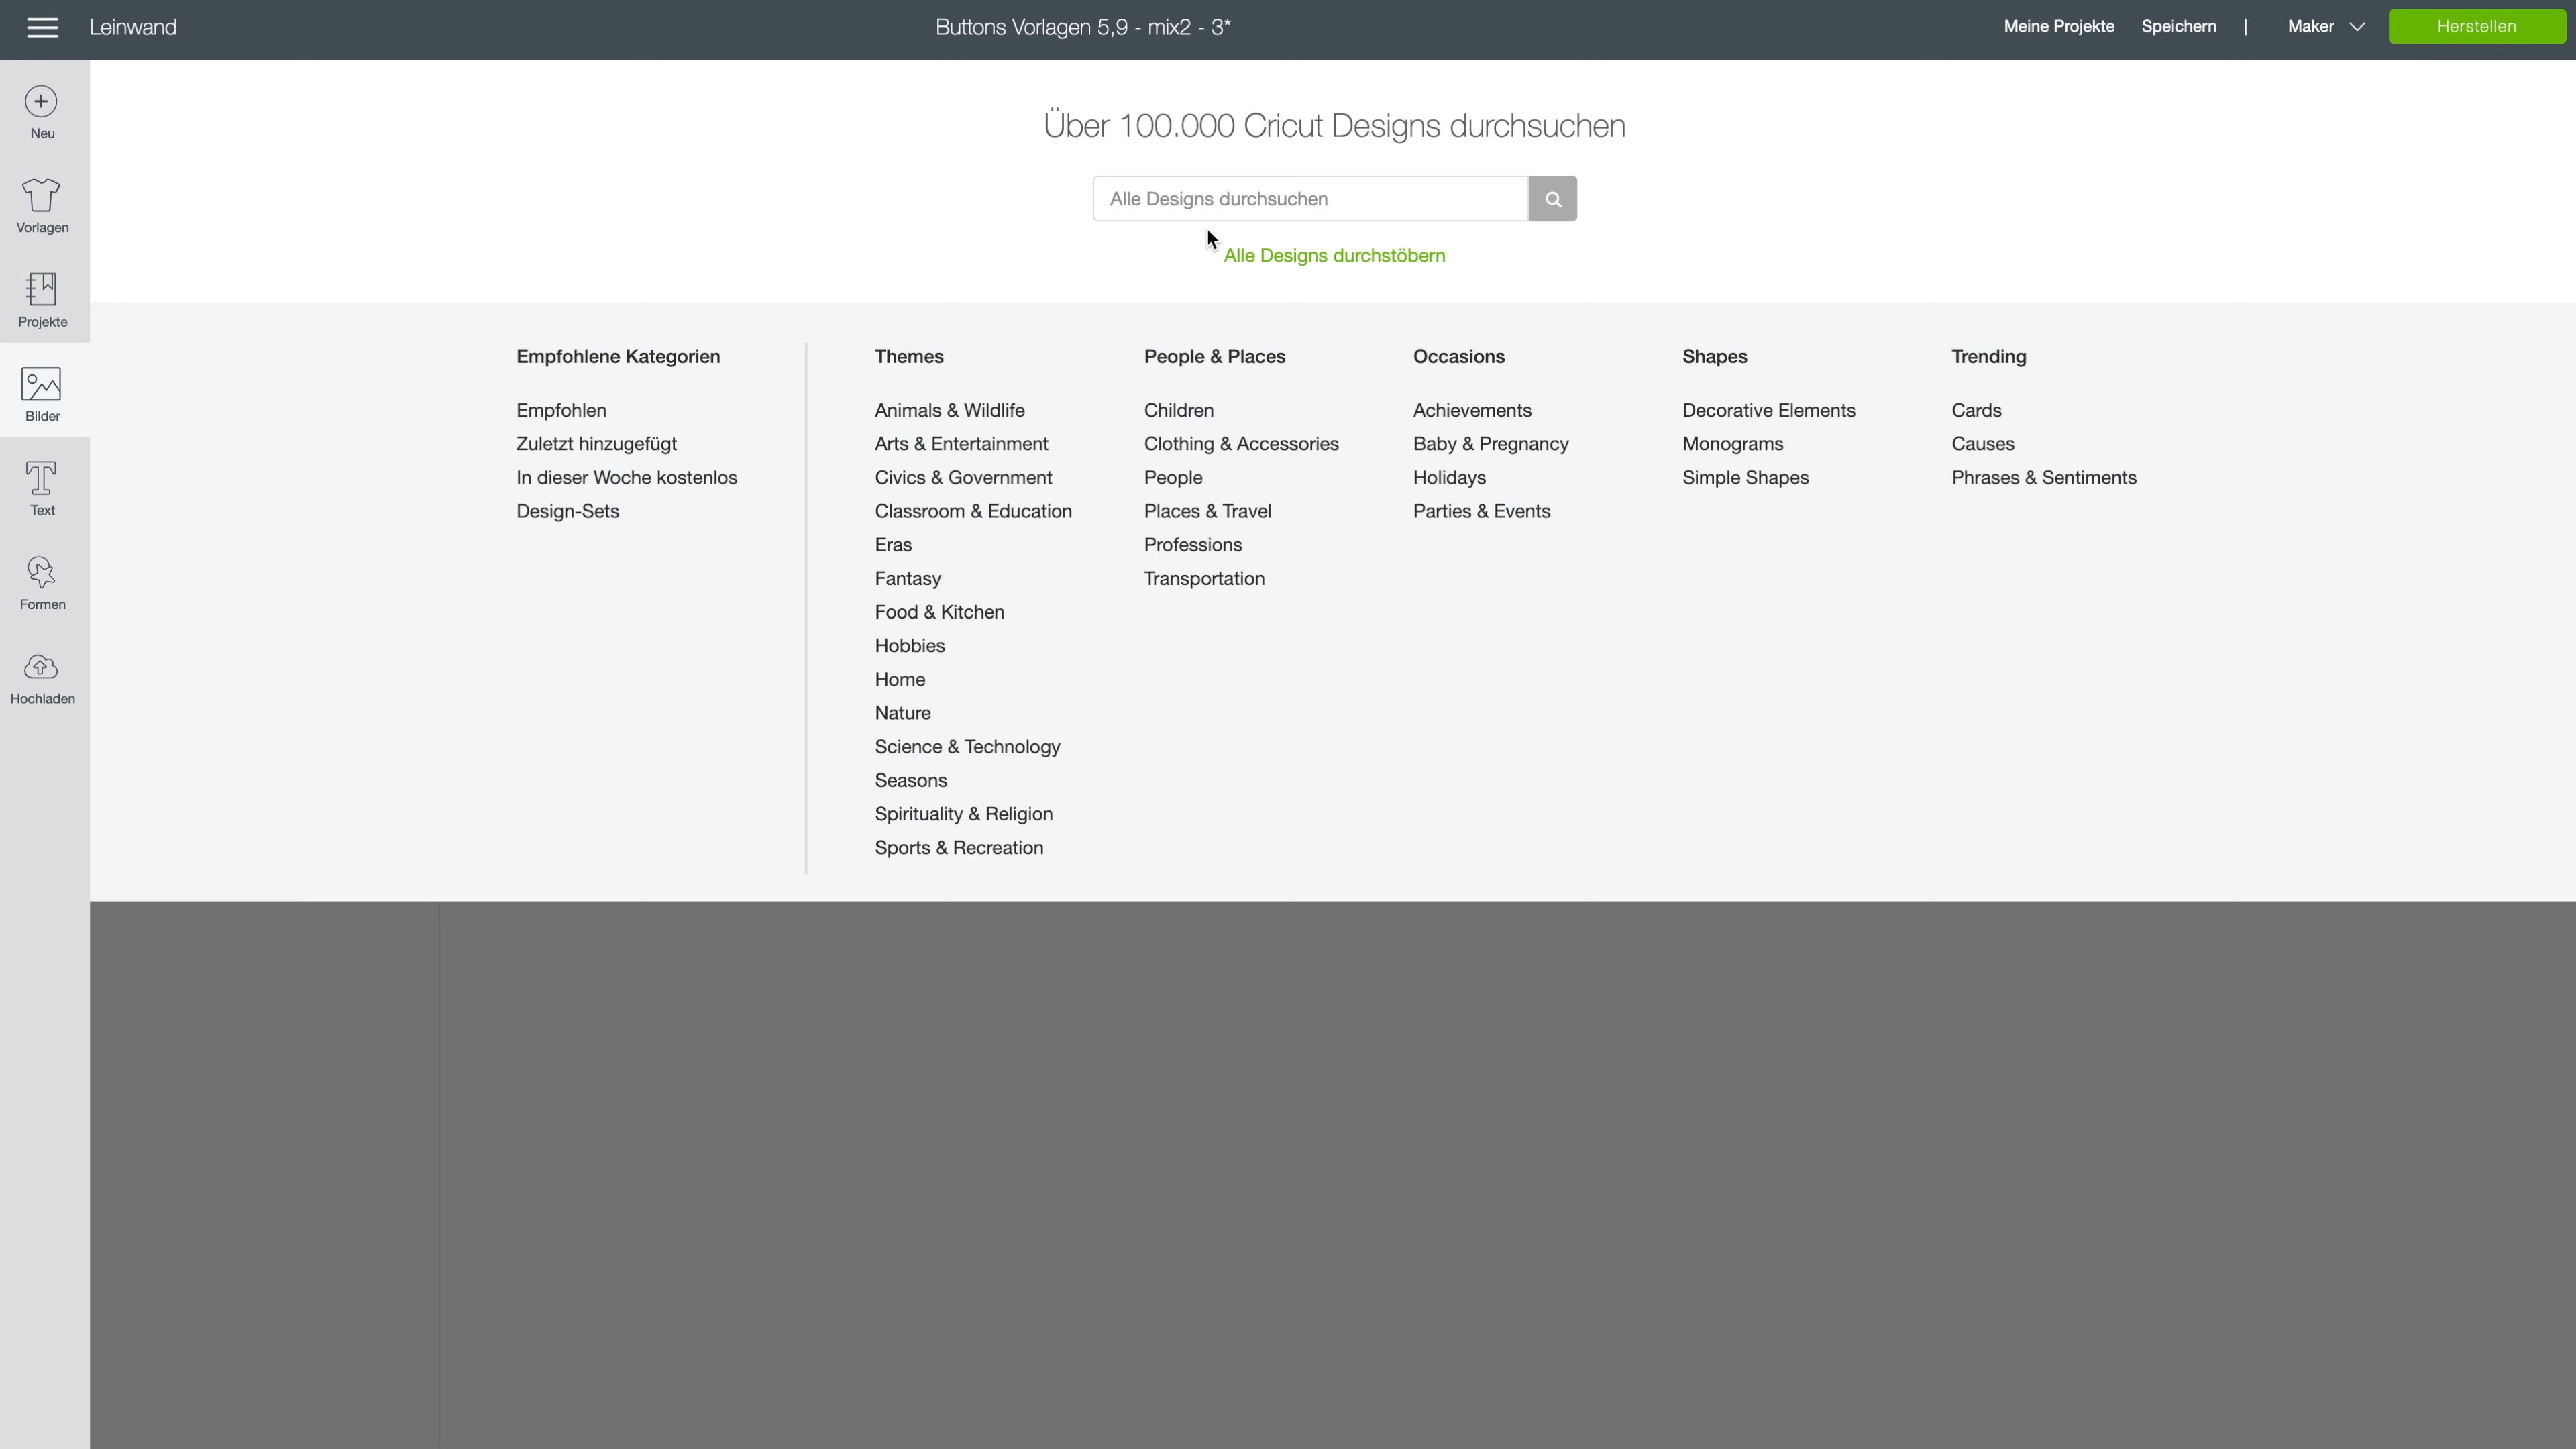 Leinwand
Buttons Vorlagen 5,9 - mix2 - 3*
Meine Projekte
Speichern
|
Maker
Herstellen
Neu
Vorlagen
Projekte
Bilder
Text
Formen
Hochladen
Über 100.000 Cricut Designs durchsuchen
Alle Designs durchsuchen
Alle Designs durchstöbern
Empfohlene Kategorien
Empfohlen
Zuletzt hinzugefügt
In dieser Woche kostenlos
Design-Sets
Themes
Animals & Wildlife
Arts & Entertainment
Civics & Government
Classroom & Education
Eras
Fantasy
Food & Kitchen
Hobbies
Home
Nature
Science & Technology
Seasons
Spirituality & Religion
Sports & Recreation
People & Places
Children
Clothing & Accessories
People
Places & Travel
Professions
Transportation
Occasions
Achievements
Baby & Pregnancy
Holidays
Parties & Events
Shapes
Decorative Elements
Monograms
Simple Shapes
Trending
Cards
Causes
Phrases & Sentiments